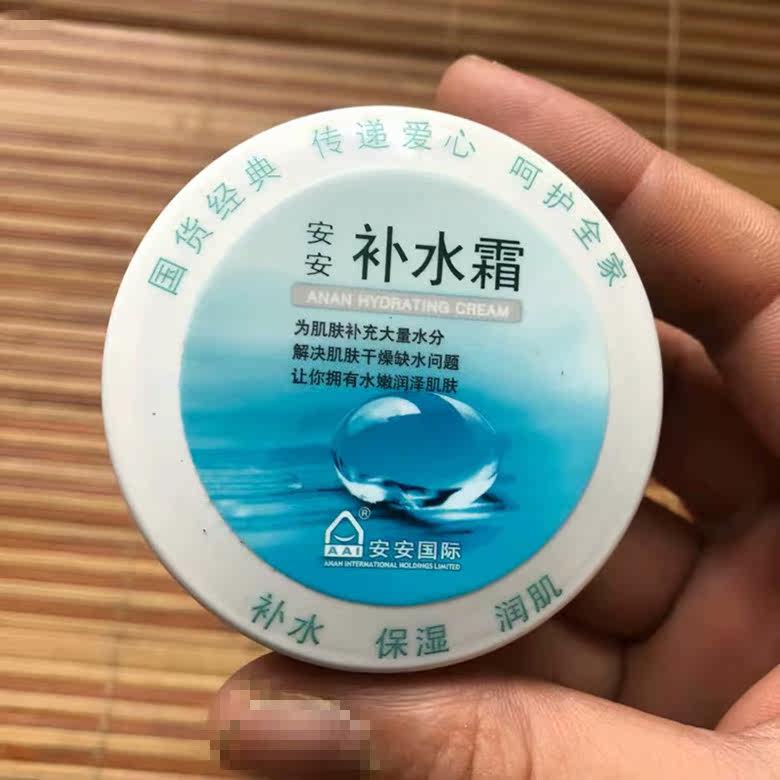 国货经典 传递爱心 呵护全家
安安
补水霜
ANAN HYDRATING CREAM
为肌肤补充大量水分
解决肌肤干燥缺水问题
让你拥有水嫩润泽肌肤
®
AAI
安安国际
ANAN INTERNATIONAL HOLDINGS LIMITED
补水 保湿 润肌